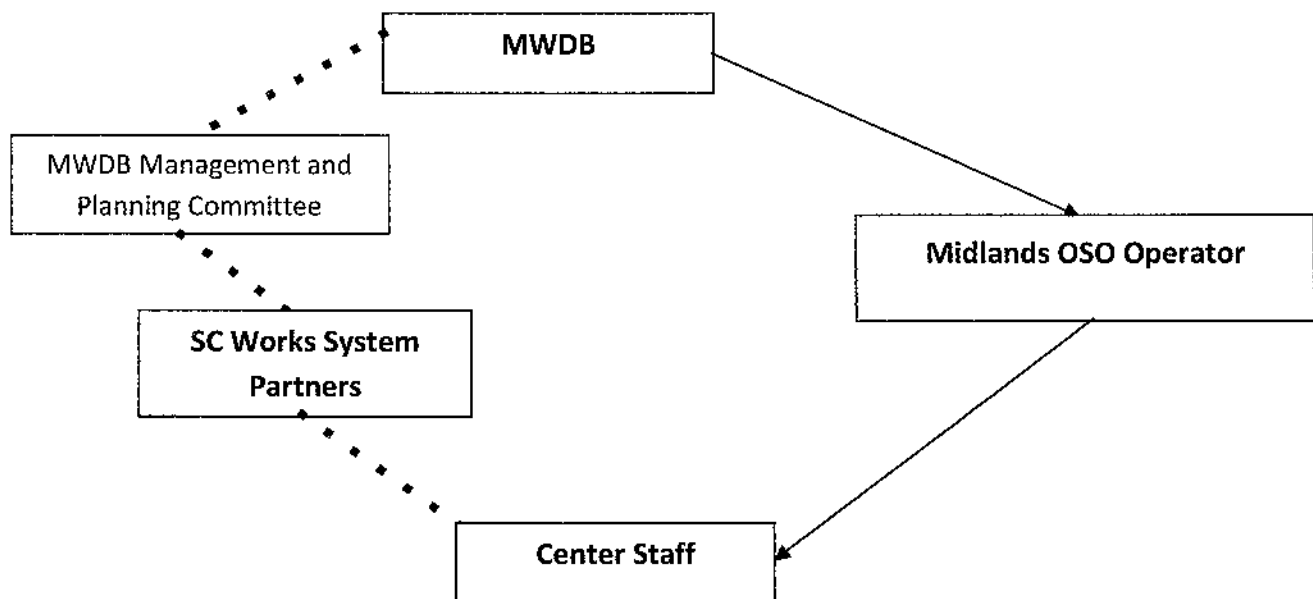 MWDB
MWDB Management and
Planning Committee
Midlands OSO Operator
SC Works System
Partners
Center Staff